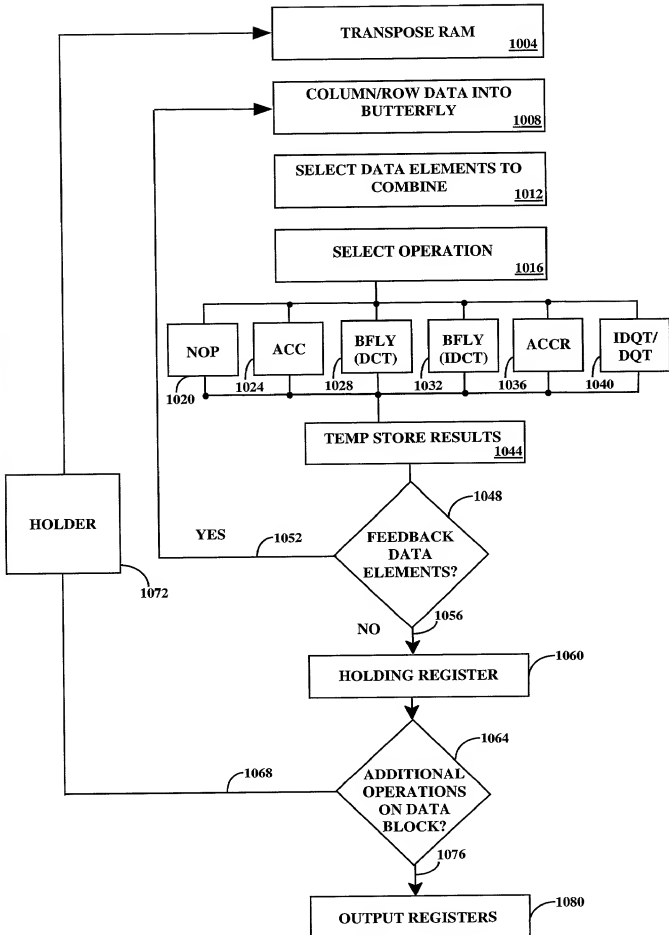 TRANSPOSE RAM
1004
COLUMN/ROW DATA INTO
BUTTERFLY
1008
SELECT DATA ELEMENTS TO
COMBINE
1012
SELECT OPERATION
1016
NOP
1020
ACC
1024
BFLY
(DCT)
1028
BFLY
(IDCT)
1032
ACCR
1036
IDQT/
DQT
1040
TEMP STORE RESULTS
1044
1048
FEEDBACK
DATA
ELEMENTS?
YES
1052
HOLDER
1072
NO
1056
HOLDING REGISTER
1060
1064
ADDITIONAL
OPERATIONS
ON DATA
BLOCK?
1068
1076
OUTPUT REGISTERS
1080